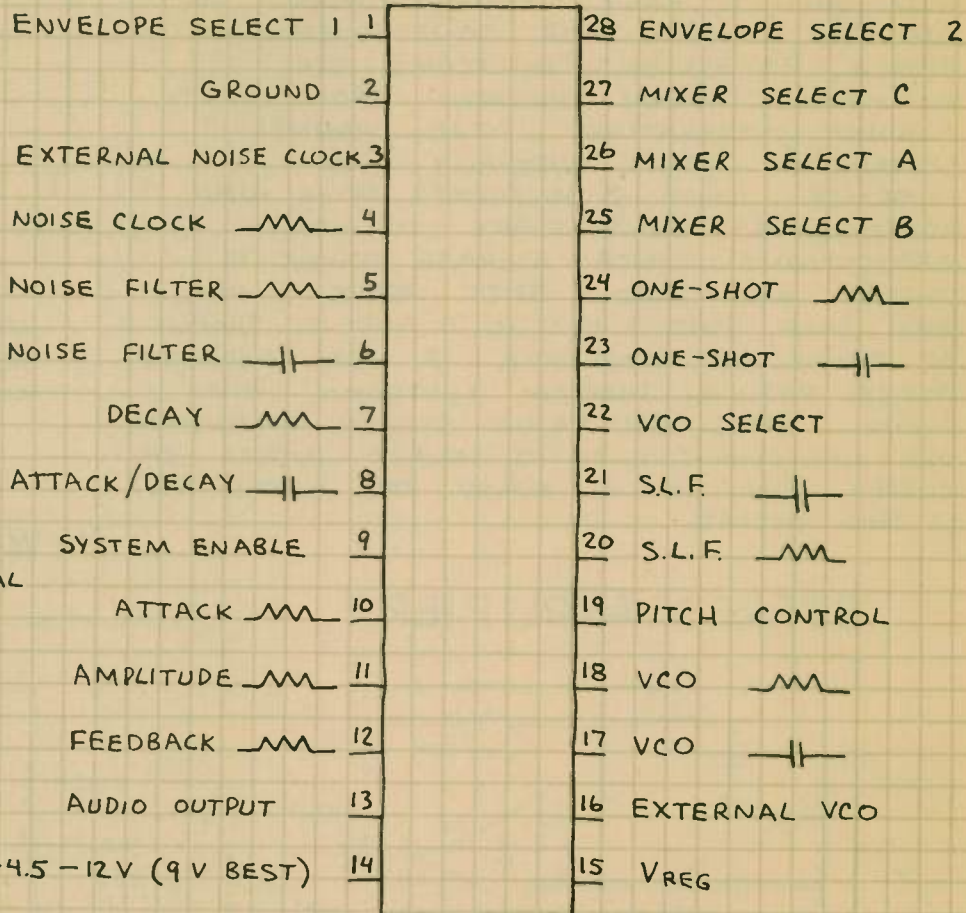 ENVELOPE SELECT 1 1
GROUND 2
EXTERNAL NOISE CLOCK 3
NOISE CLOCK 4
NOISE FILTER 5
NOISE FILTER 6
DECAY 7
ATTACK/DECAY 8
SYSTEM ENABLE 9
AL
ATTACK 10
AMPLITUDE 11
FEEDBACK 12
AUDIO OUTPUT 13
4.5-12V (9 V BEST) 14
28 ENVELOPE SELECT 2
27 MIXER SELECT C
26 MIXER SELECT A
25 MIXER SELECT B
24 ONE-SHOT
23 ONE-SHOT
22 VCO SELECT
21 S.L.F.
20 S.L.F.
19 PITCH CONTROL
18 VCO
17 VCO
16 EXTERNAL VCO
15 VREG